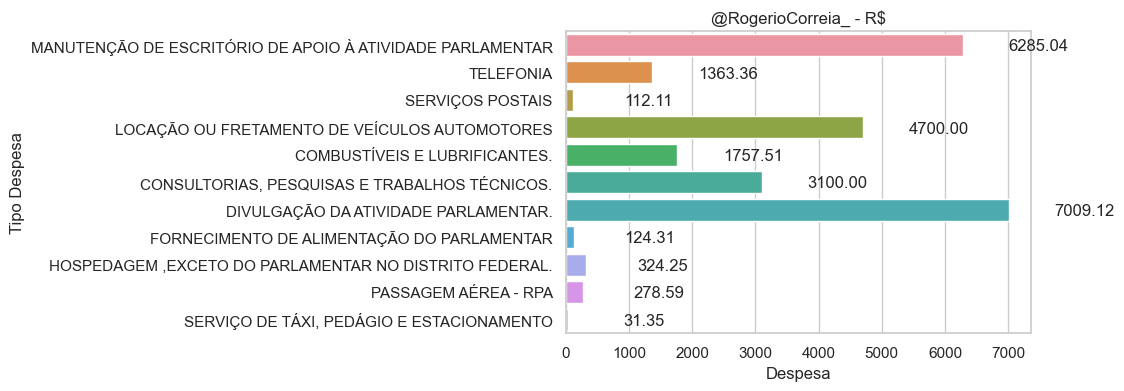 @RogerioCorreia_ - R$
MANUTENÇÃO DE ESCRITÓRIO DE APOIO À ATIVIDADE PARLAMENTAR 6285.04
TELEFONIA 1363.36
SERVIÇOS POSTAIS 112.11
LOCAÇÃO OU FRETAMENTO DE VEÍCULOS AUTOMOTORES 4700.00
COMBUSTÍVEIS E LUBRIFICANTES. 1757.51
CONSULTORIAS, PESQUISAS E TRABALHOS TÉCNICOS. 3100.00
DIVULGAÇÃO DA ATIVIDADE PARLAMENTAR. 7009.12
FORNECIMENTO DE ALIMENTAÇÃO DO PARLAMENTAR 124.31
HOSPEDAGEM ,EXCETO DO PARLAMENTAR NO DISTRITO FEDERAL. 324.25
PASSAGEM AÉREA - RPA 278.59
SERVIÇO DE TÁXI, PEDÁGIO E ESTACIONAMENTO 31.35
Tipo Despesa
0 1000 2000 3000 4000 5000 6000 7000
Despesa